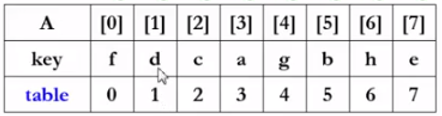 A [0] [1] [2] [3] [4] [5] [6] [7]
key f d c a g b h e
table 0 1 2 3 4 5 6 7